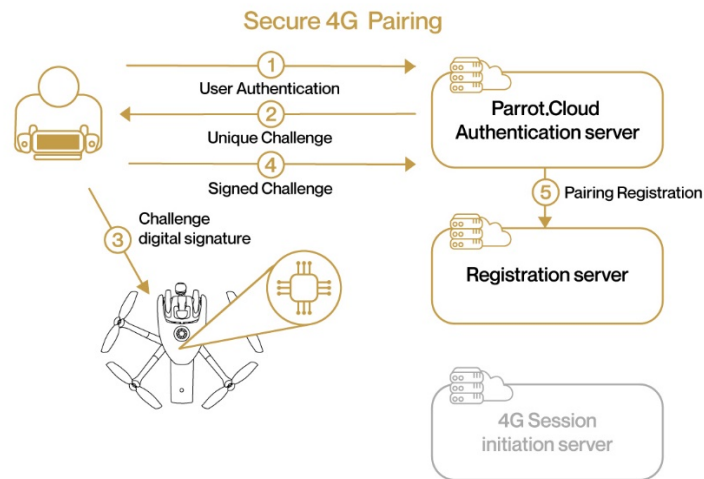 Secure 4G Pairing
1
User Authentication
2
Unique Challenge
4
Signed Challenge
3
Challenge
digital signature
Parrot.Cloud
Authentication server
5
Pairing Registration
Registration server
4G Session
initiation server